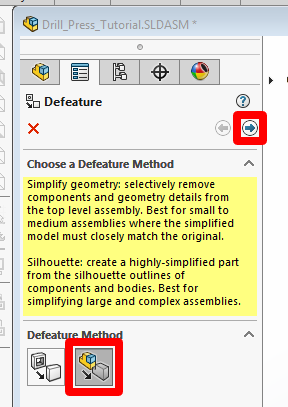 Drill_Press_Tutorial.SLDASM *
Defeature
Choose a Defeature Method
Simplify geometry: selectively remove
components and geometry details from
the top level assembly. Best for small to
medium assemblies where the simplified
model must closely match the original.
Silhouette: create a highly-simplified part
from the silhouette outlines of
components and bodies. Best for
simplifying large and complex assemblies.
Defeature Method